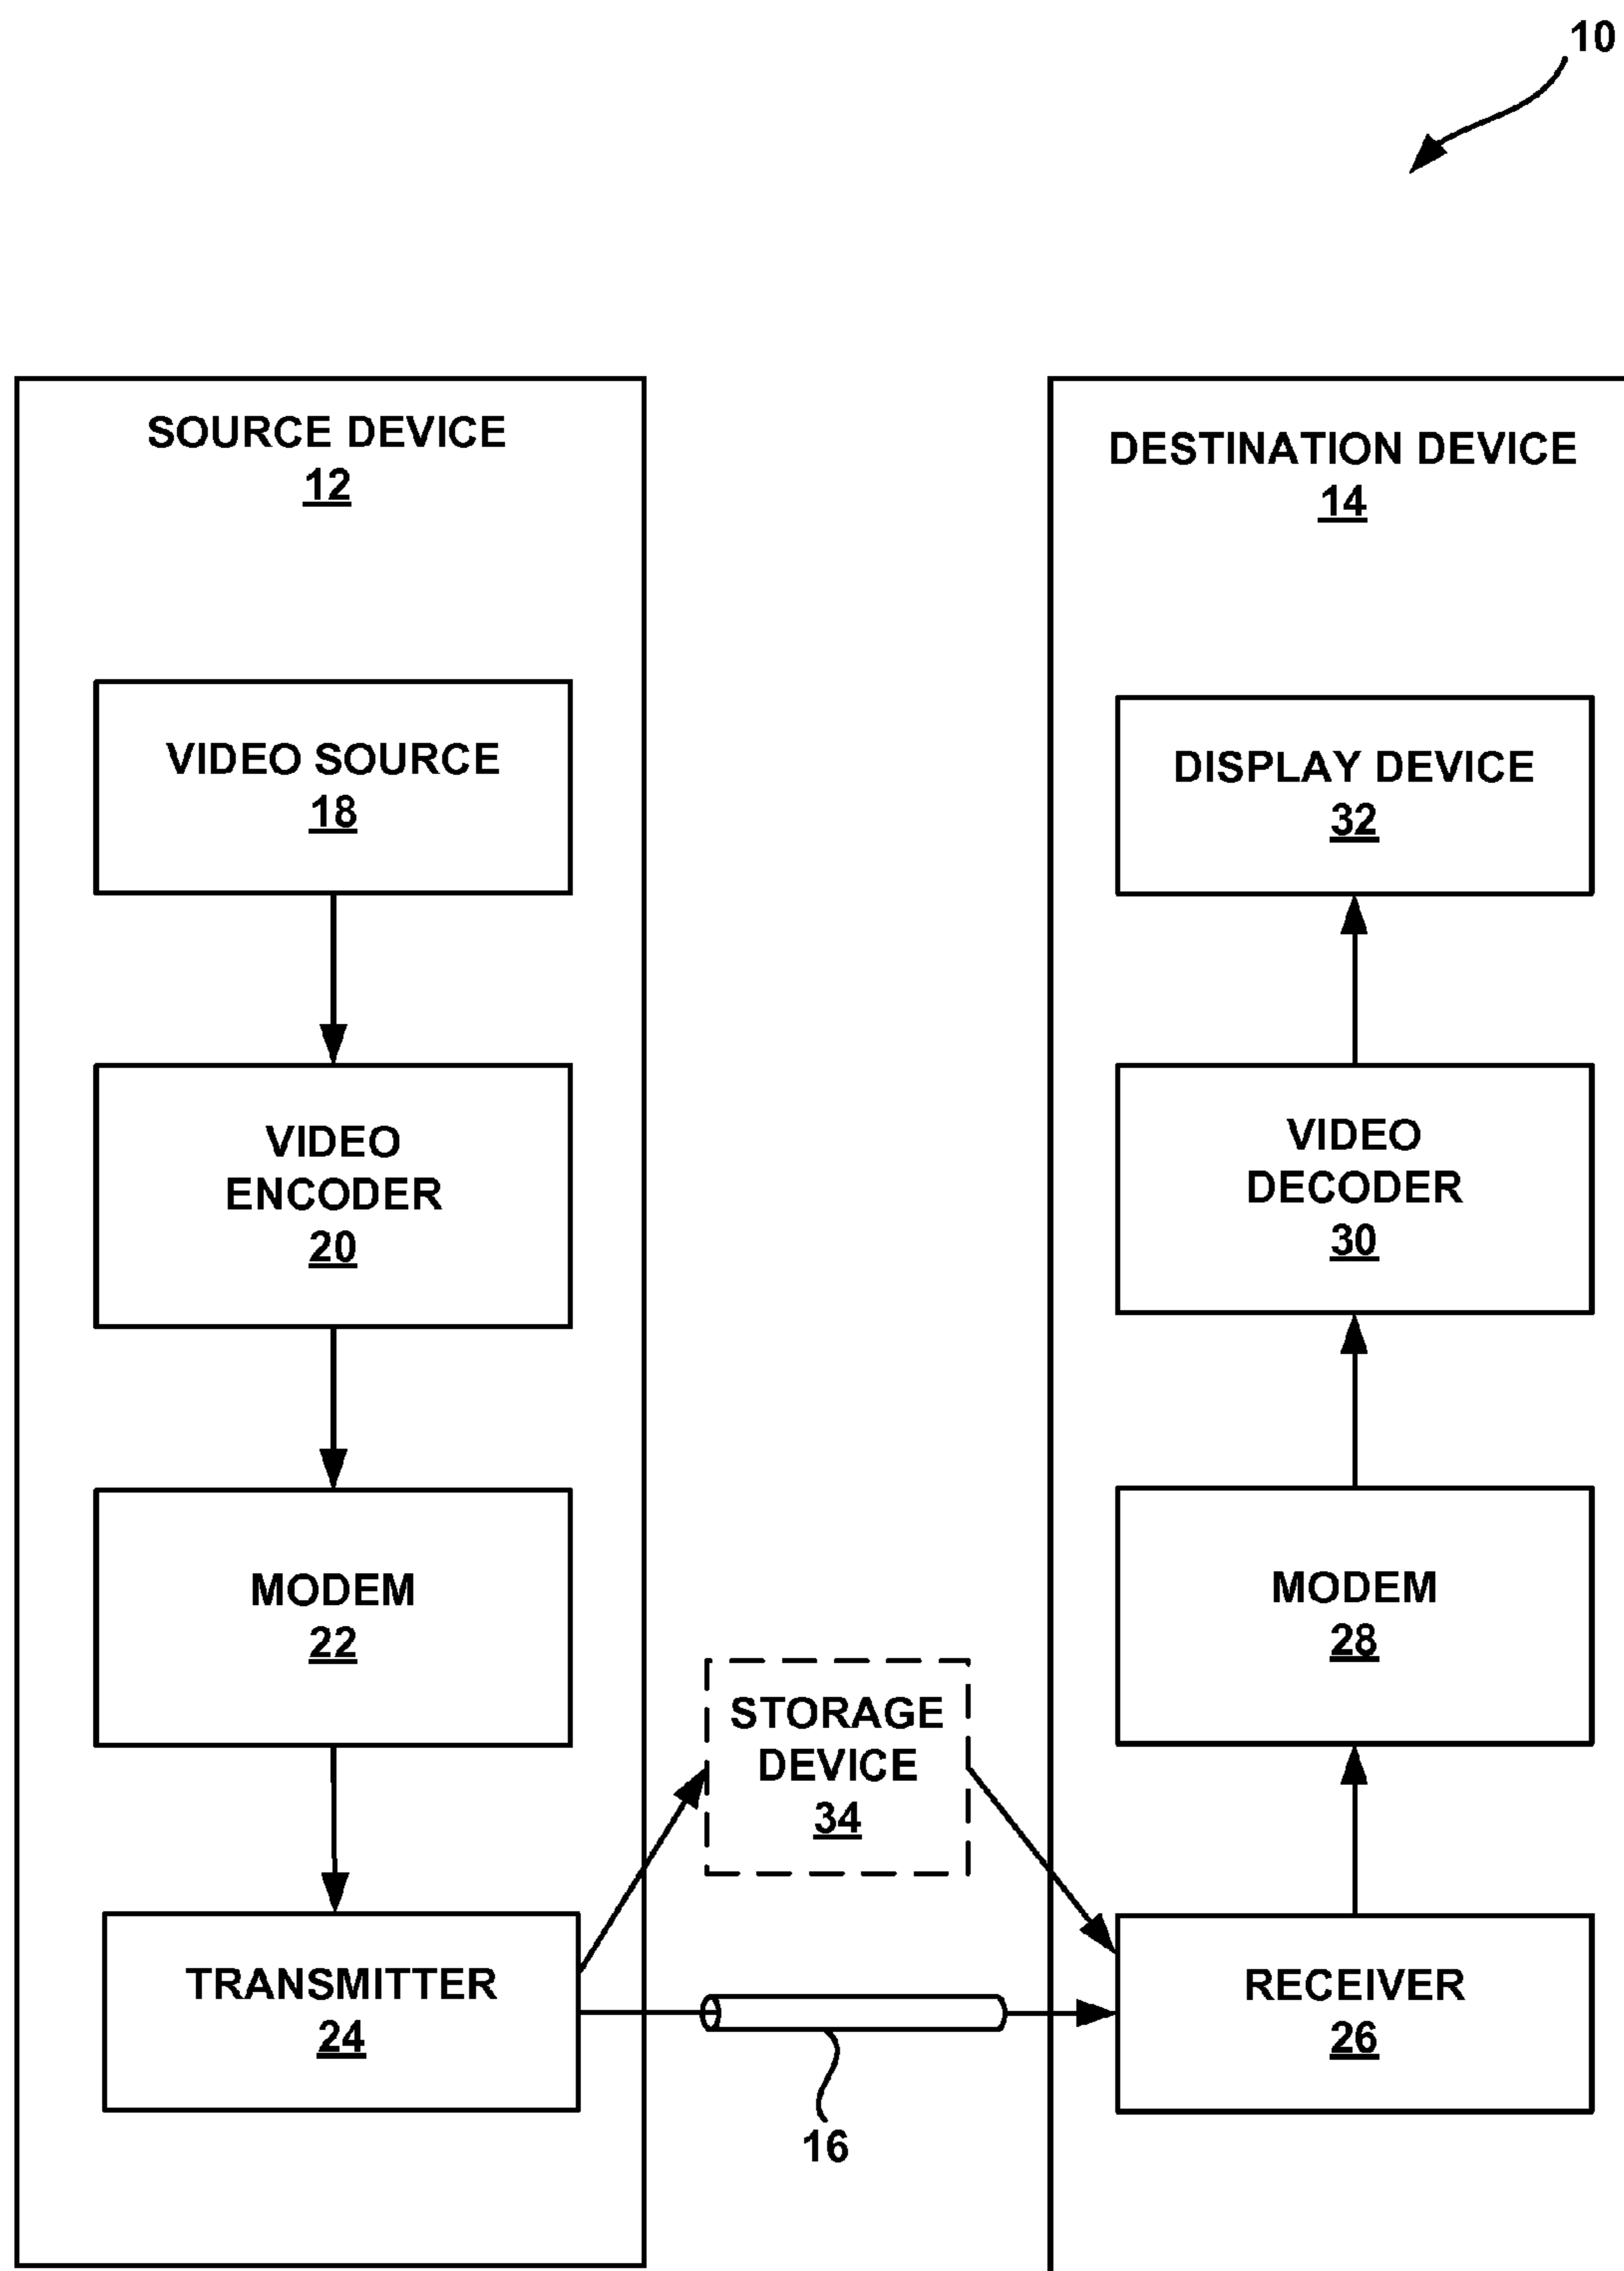 10
SOURCE DEVICE
12
VIDEO SOURCE
18
VIDEO
ENCODER
20
MODEM
22
TRANSMITTER
24
STORAGE
DEVICE
34
16
DESTINATION DEVICE
14
DISPLAY DEVICE
32
VIDEO
DECODER
30
MODEM
28
RECEIVER
26